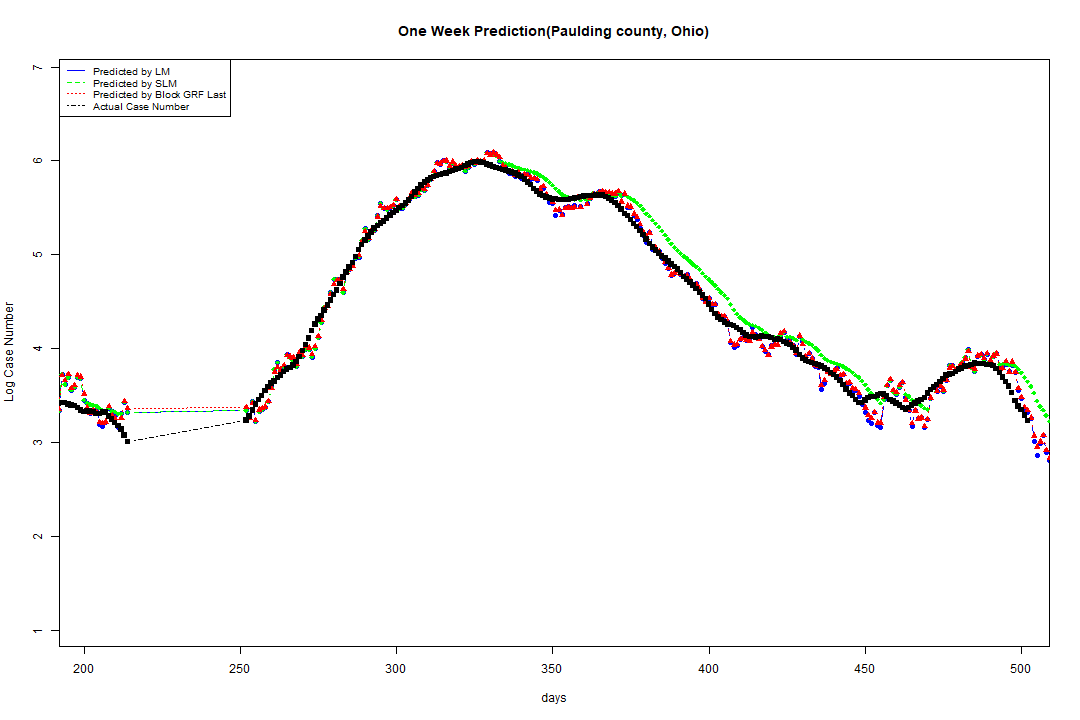 One Week Prediction(Paulding county, Ohio)
Predicted by LM
Predicted by SLM
Predicted by Block GRF Last
Actual Case Number
7
6
5
4
3
2
1
Log Case Number
200 250 300 350 400 450 500
days